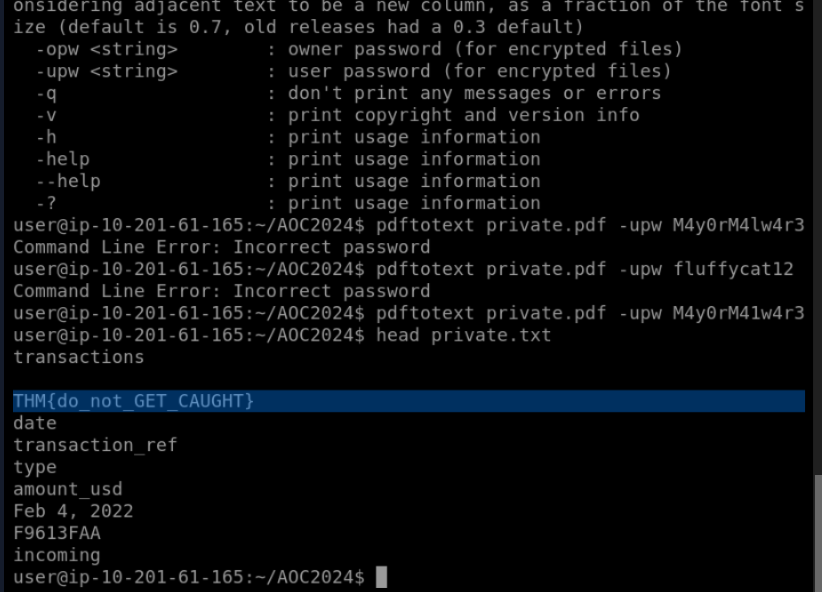 onsidering adjacent text to be a new column, as a fraction of the font s
ize (default is 0.7, old releases had a 0.3 default)
  -opw <string>        : owner password (for encrypted files)
  -upw <string>        : user password (for encrypted files)
  -q                   : don't print any messages or errors
  -v                   : print copyright and version info
  -h                   : print usage information
  -help                : print usage information
  --help               : print usage information
  -?                   : print usage information
user@ip-10-201-61-165:~/AOC2024$ pdftotext private.pdf -upw M4y0rM4lw4r3
Command Line Error: Incorrect password
user@ip-10-201-61-165:~/AOC2024$ pdftotext private.pdf -upw fluffycat12
Command Line Error: Incorrect password
user@ip-10-201-61-165:~/AOC2024$ pdftotext private.pdf -upw M4y0rM41w4r3
user@ip-10-201-61-165:~/AOC2024$ head private.txt
transactions

THM{do_not_GET_CAUGHT}
date
transaction_ref
type
amount_usd
Feb 4, 2022
F9613FAA
incoming
user@ip-10-201-61-165:~/AOC2024$